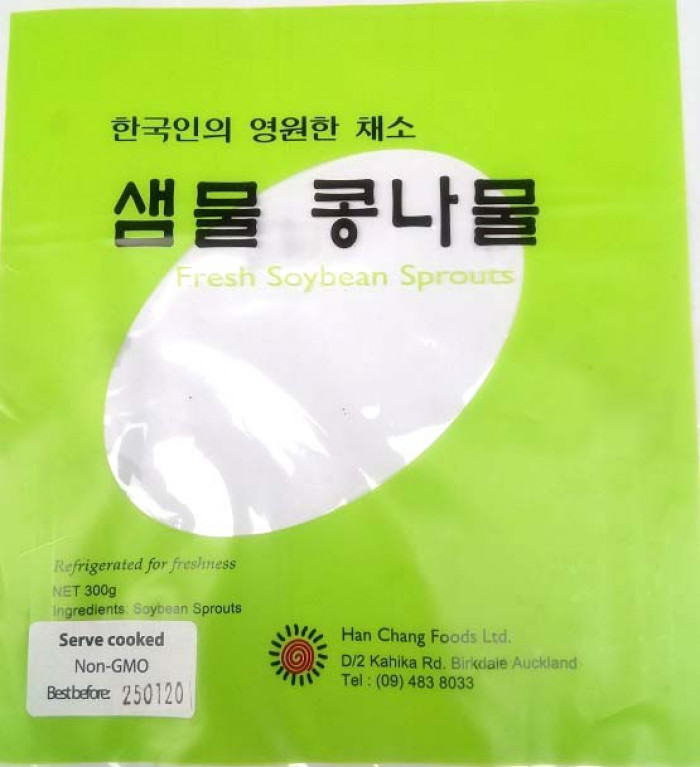 한국인의 영원한 채소
샘물 콩나물
Fresh Soybean Sprouts
Refrigerated for freshness
NET 300g
Ingredients: Soybean Sprouts
Serve cooked
Non-GMO
Best before: 250120
Han Chang Foods Ltd.
D/2 Kahika Rd. Birkdale Auckland
Tel : (09) 483 8033